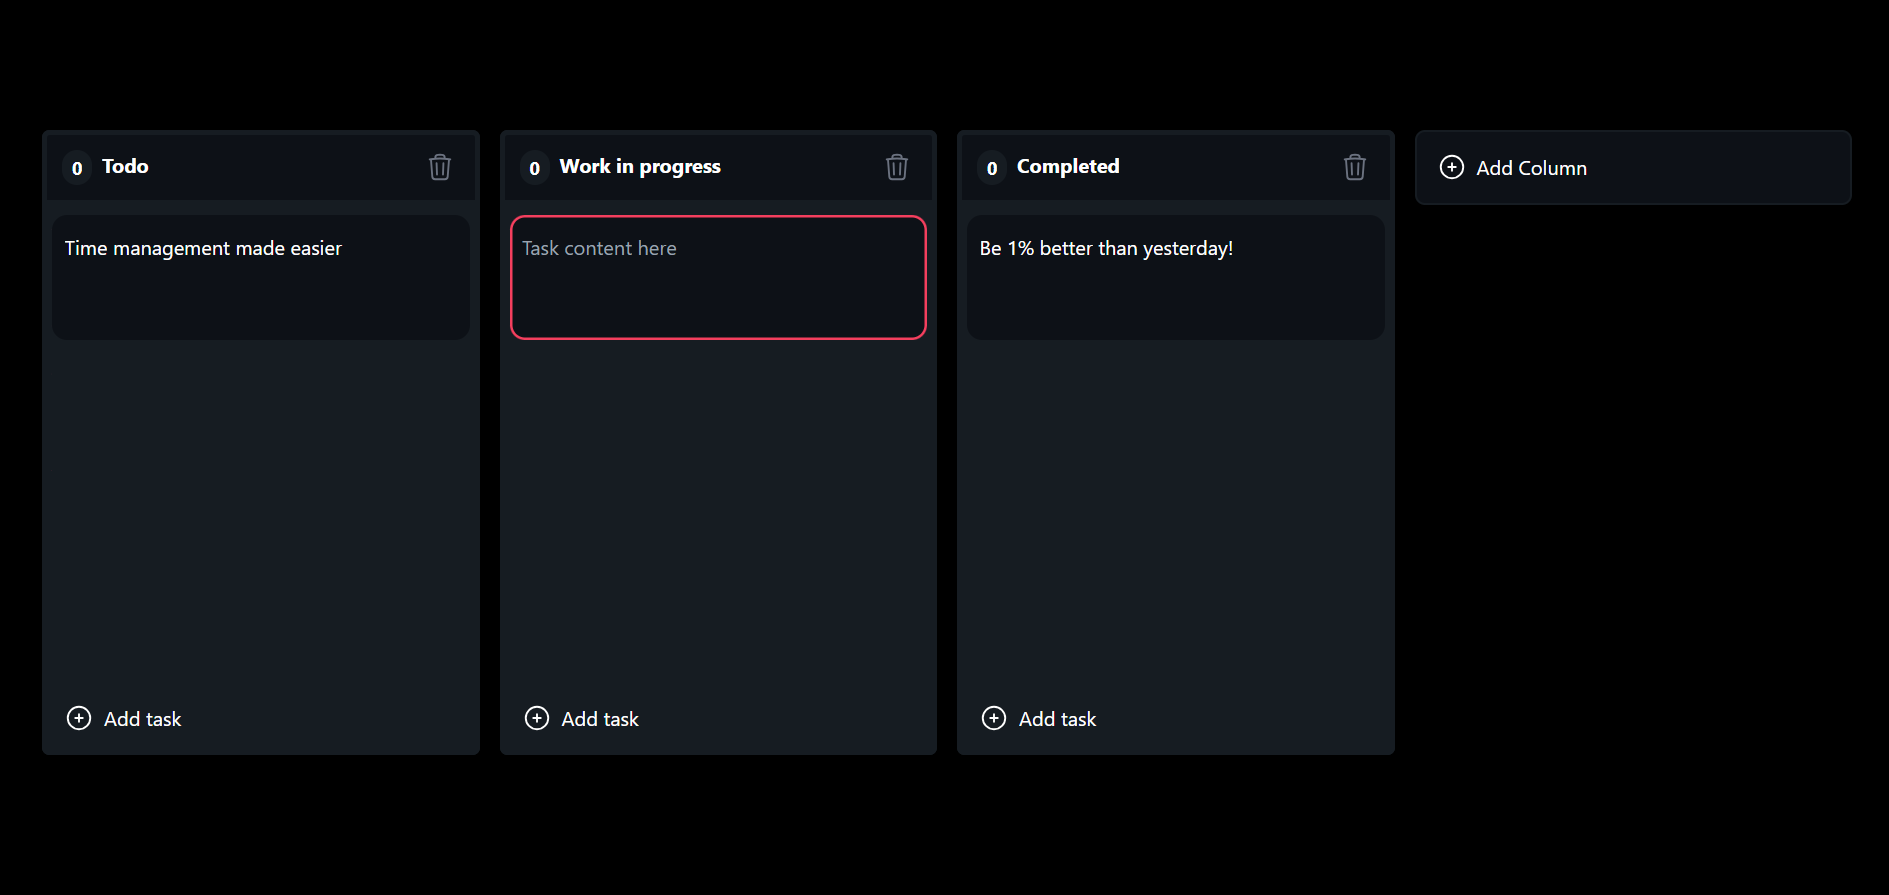 0 Todo
Time management made easier
Add task
0 Work in progress
Task content here
Add task
0 Completed
Be 1% better than yesterday!
Add task
Add Column